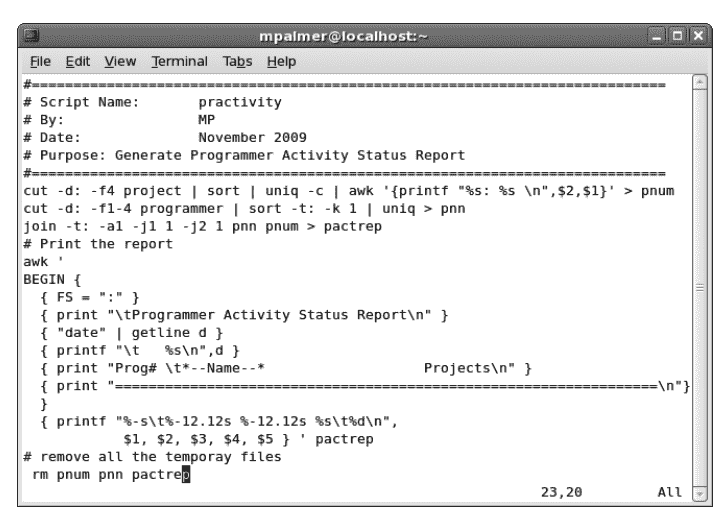 mpalmer@localhost:~
File Edit View Terminal Tabs Help
#==============================================================================
# Script Name:       practivity
# By:                MP
# Date:              November 2009
# Purpose: Generate Programmer Activity Status Report
#==============================================================================
cut -d: -f4 project | sort | uniq -c | awk '{printf "%s: %s \n",$2,$1}' > pnum
cut -d: -f1-4 programmer | sort -t: -k 1 | uniq > pnn
join -t: -a1 -j1 1 -j2 1 pnn pnum > pactrep
# Print the report
awk '
BEGIN {
  { FS = ":" }
  { print "\tProgrammer Activity Status Report\n" }
  { "date" | getline d }
  { printf "\t   %s\n",d }
  { print "Prog# \t*--Name--*                   Projects\n" }
  { print "=================================================================\n"}
  }
  { printf "%-s\t%-12.12s %-12.12s %s\t%d\n",
            $1, $2, $3, $4, $5 } ' pactrep
# remove all the temporay files
 rm pnum pnn pactrep
23,20         All